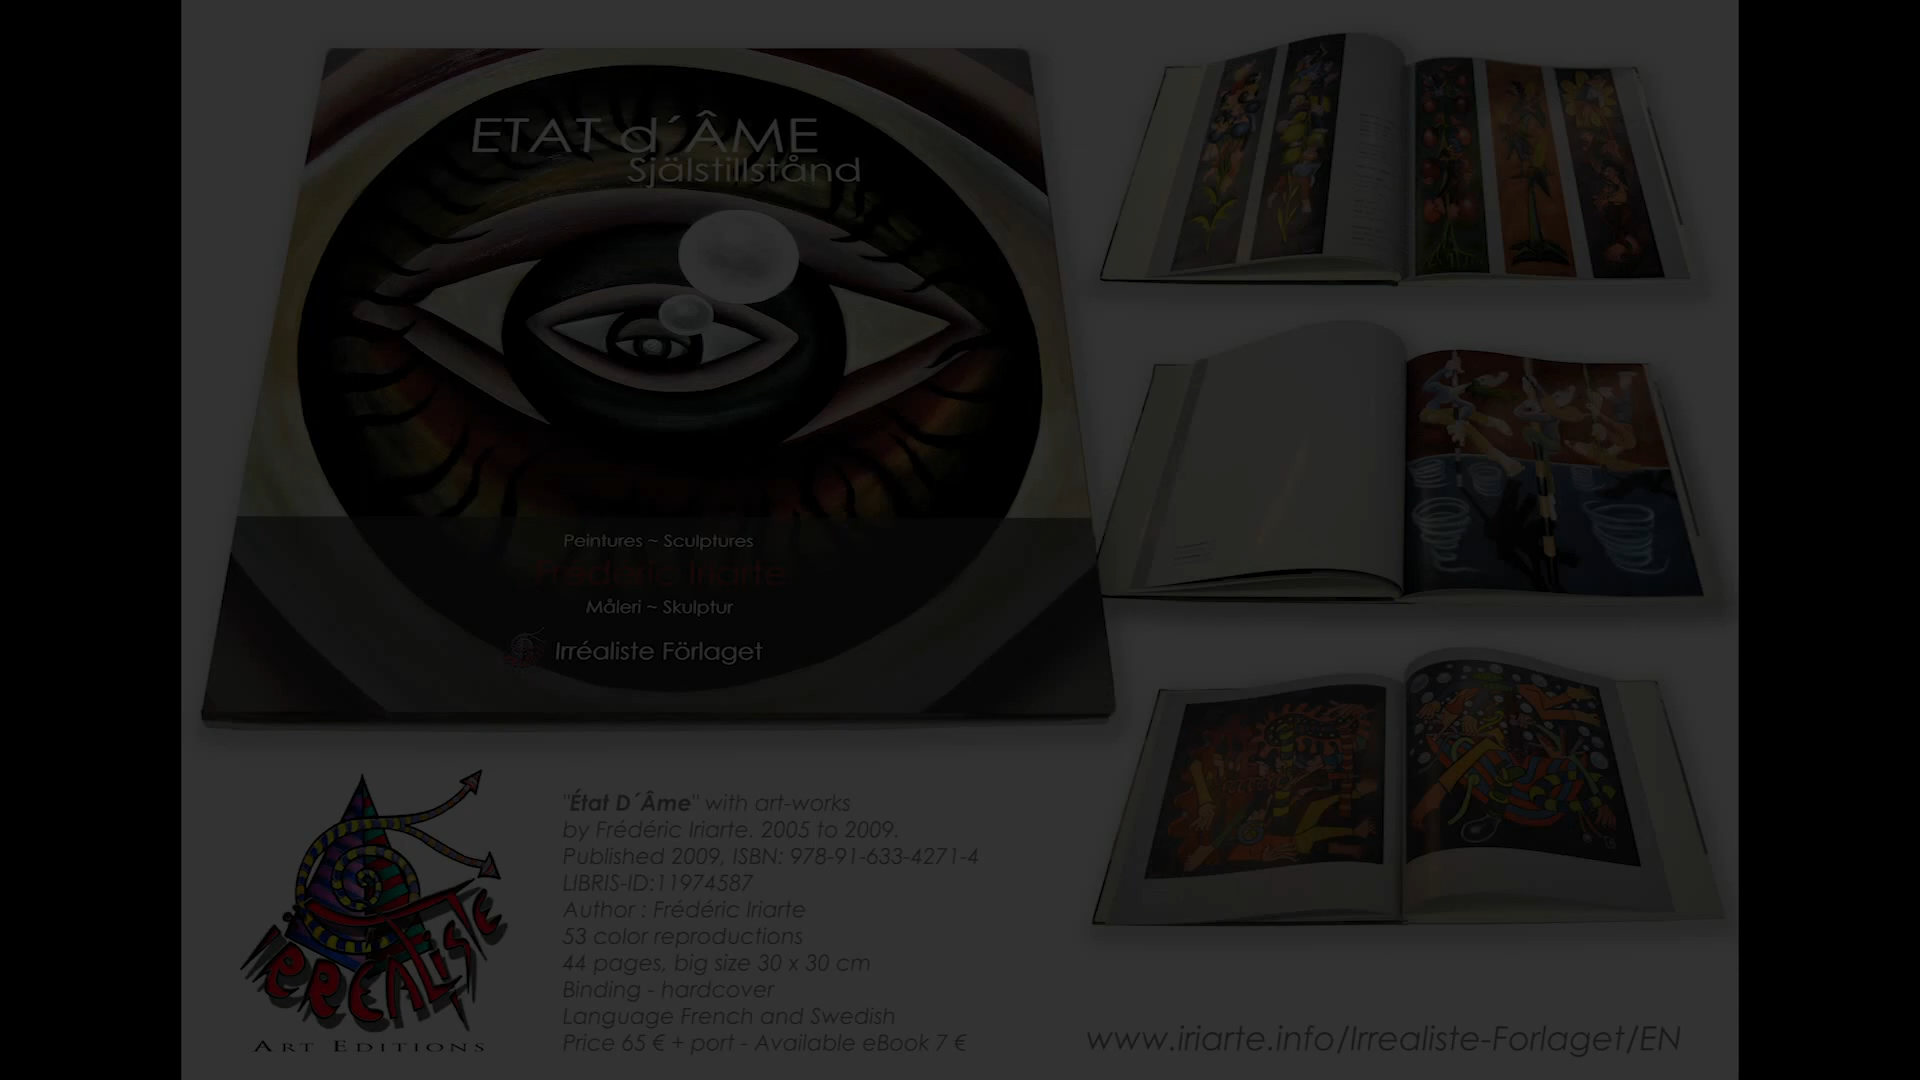 ETAT d´ÂME
Själstillstånd
Peintures ~ Sculptures
Frédéric Iriarte
Måleri ~ Skulptur
Irréaliste Förlaget
IRREALISTE
ART EDITIONS
"État D´Âme" with art-works
by Frédéric Iriarte. 2005 to 2009.
Published 2009, ISBN: 978-91-633-4271-4
LIBRIS-ID:11974587
Author : Frédéric Iriarte
53 color reproductions
44 pages, big size 30 x 30 cm
Binding - hardcover
Language French and Swedish
Price 65 € + port - Available eBook 7 €
www.iriarte.info/Irrealiste-Forlaget/EN